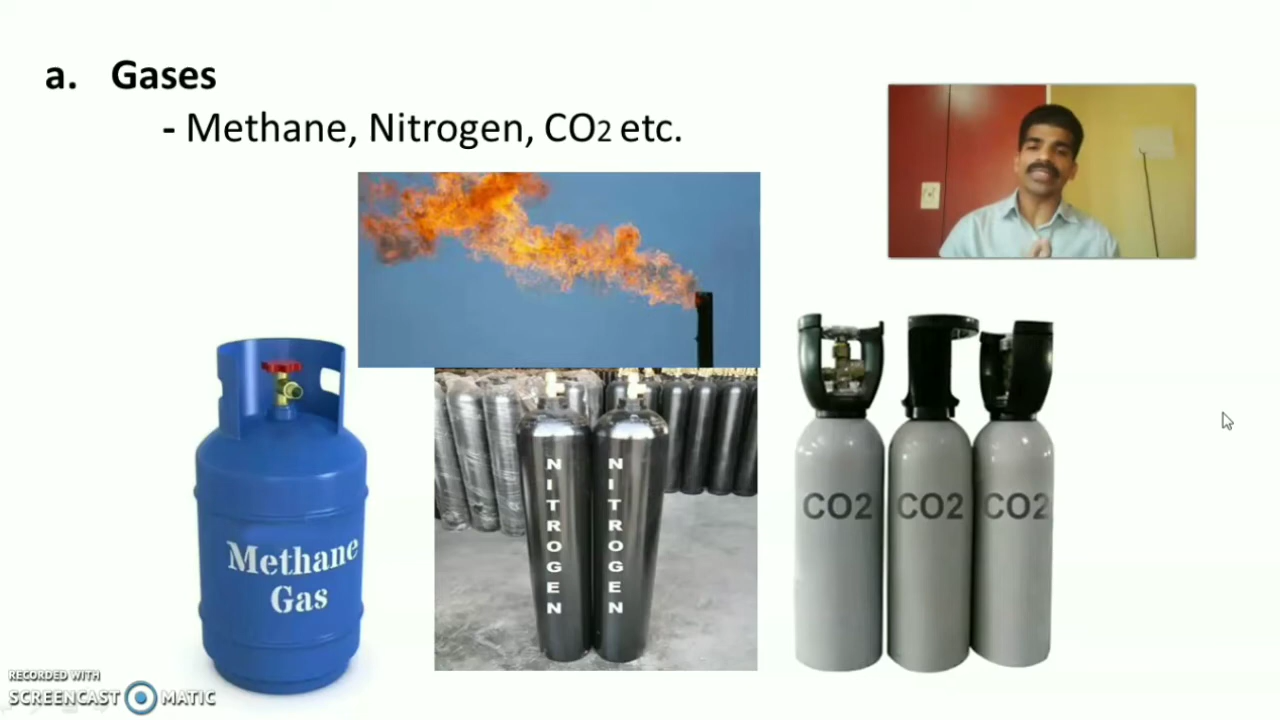 a. Gases
- Methane, Nitrogen, CO2 etc.
Methane
Gas
NITROGEN
NITROGEN
CO2
CO2
CO2
RECORDED WITH
SCREENCAST MATIC